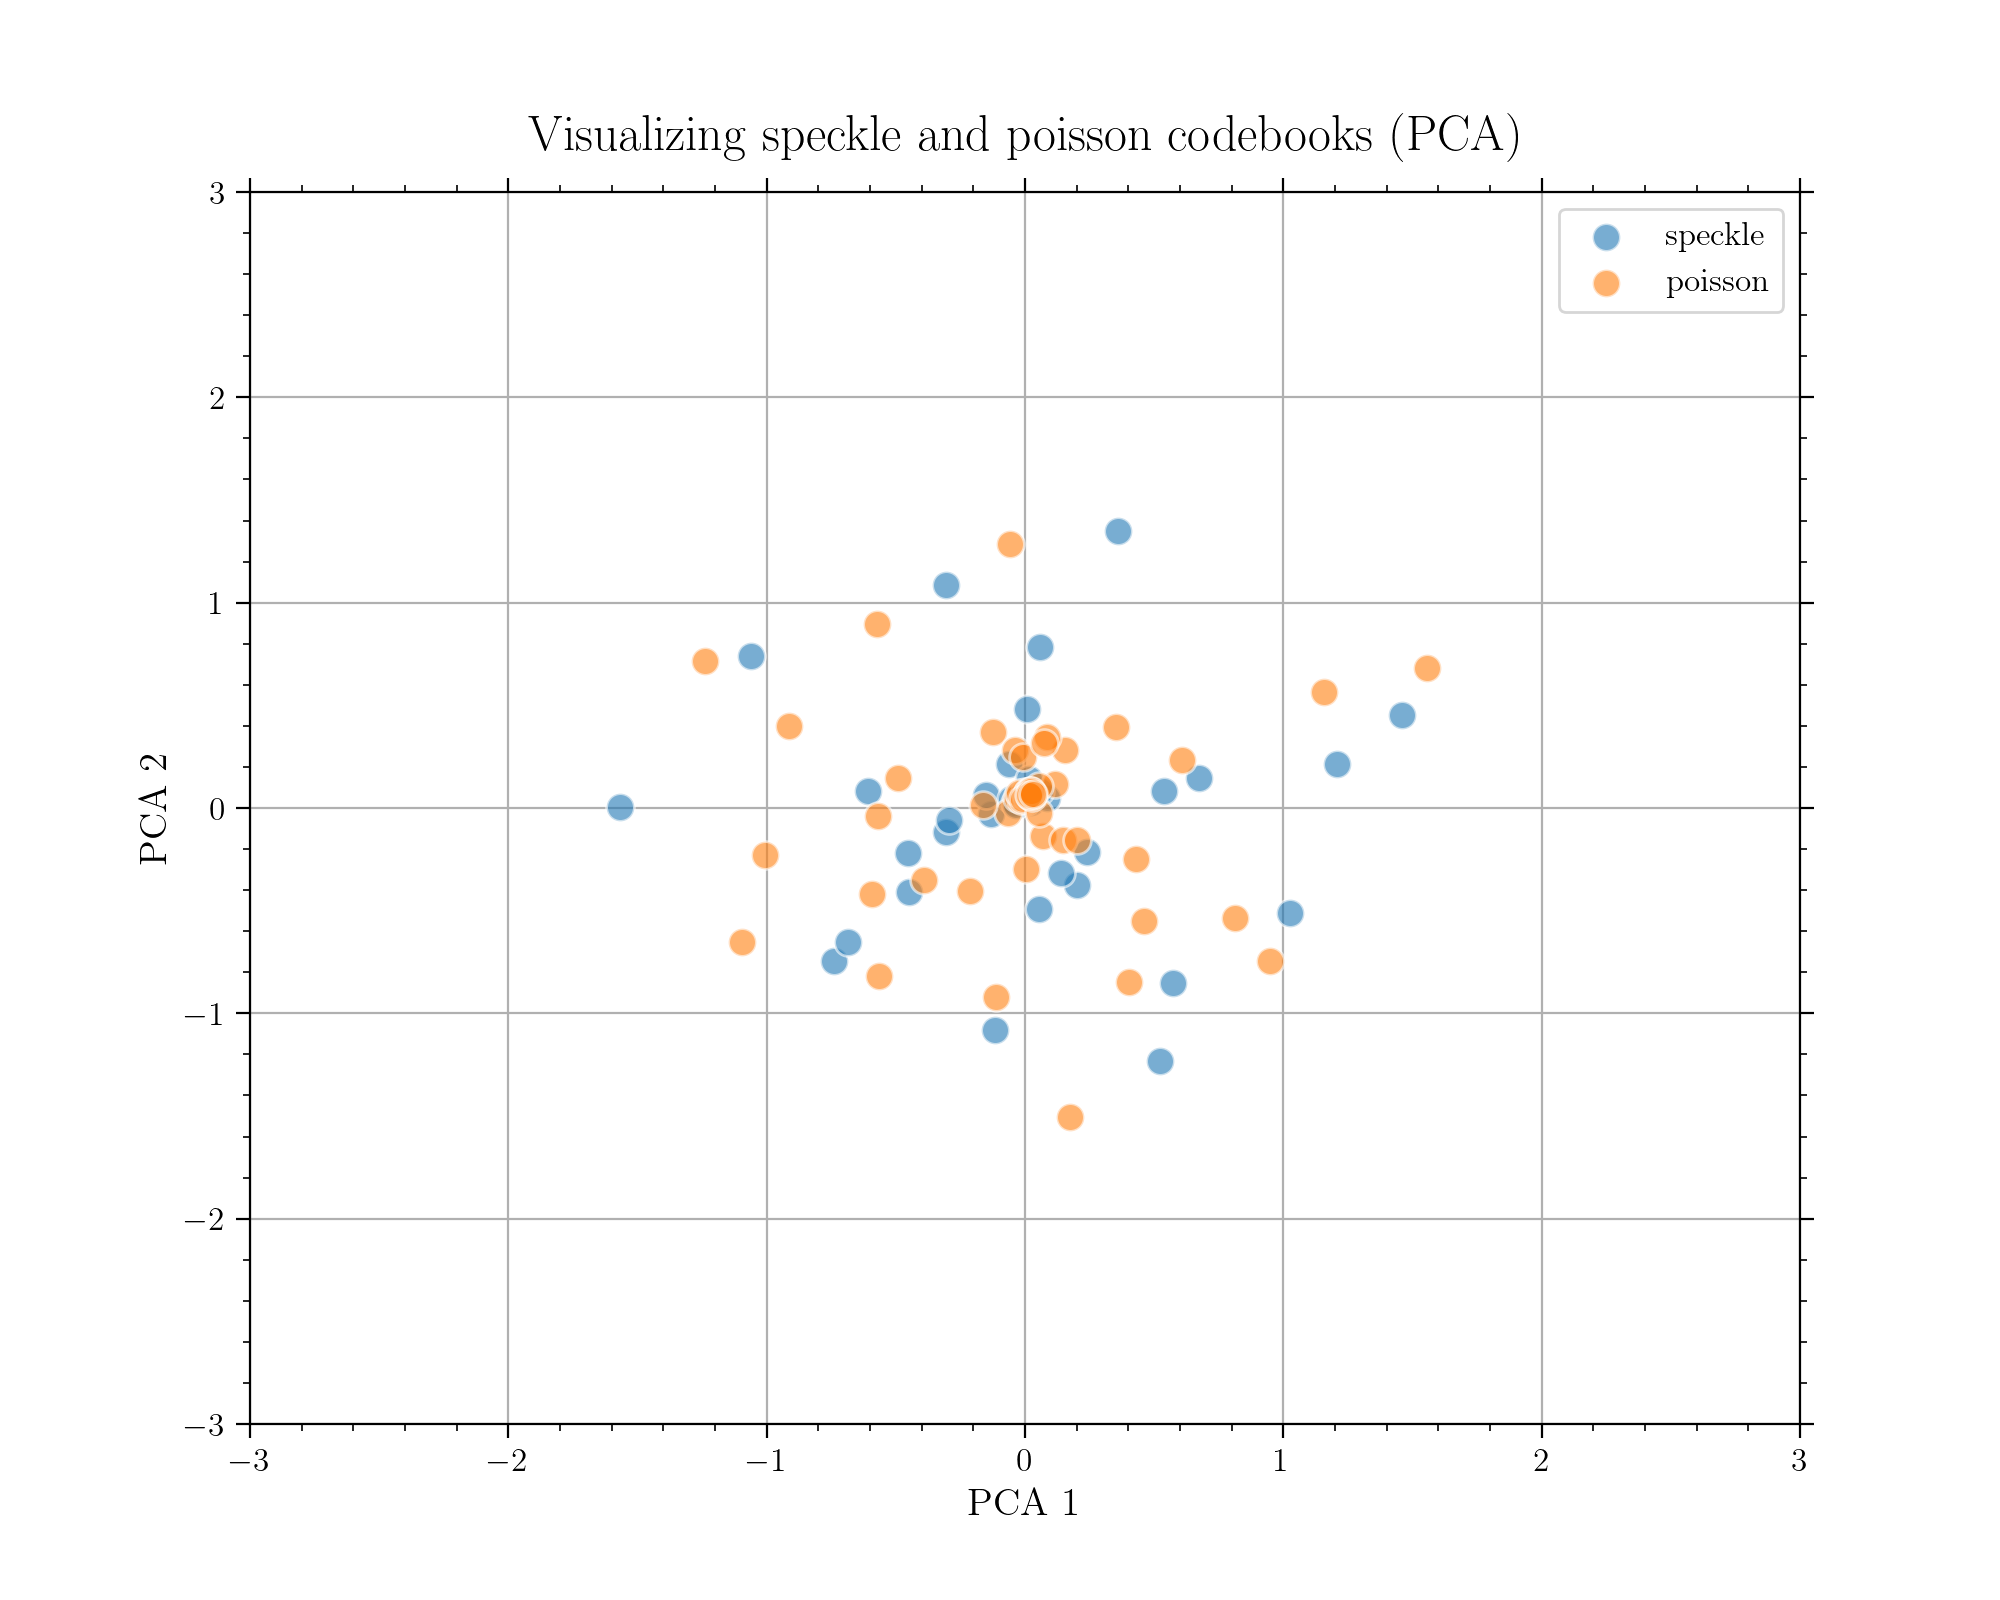 Visualizing speckle and poisson codebooks (PCA)
speckle
poisson
3
2
1
0
−1
−2
−3
PCA 2
−3 −2 −1 0 1 2 3
PCA 1